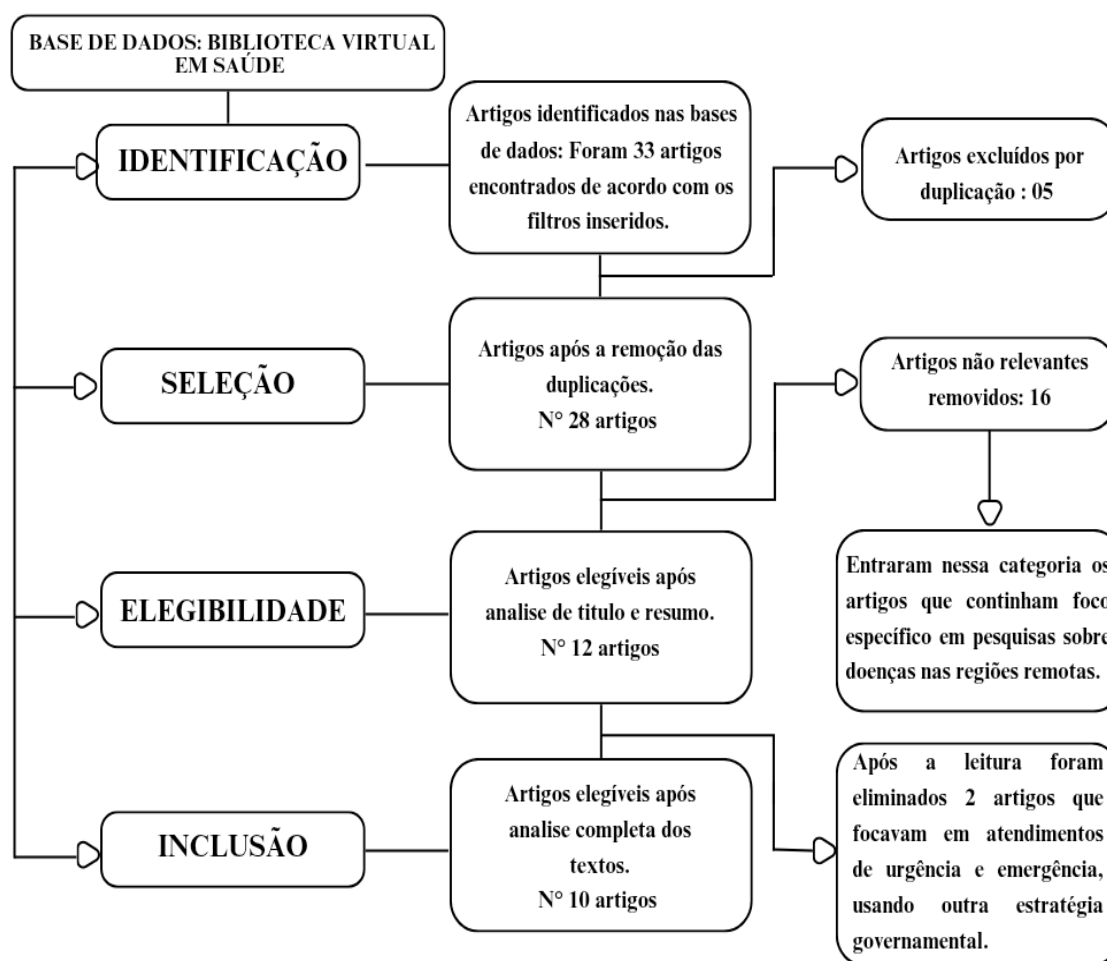 BASE DE DADOS: BIBLIOTECA VIRTUAL
EM SAÚDE
IDENTIFICAÇÃO
Artigos identificados nas bases
de dados: Foram 33 artigos
encontrados de acordo com os
filtros inseridos.
Artigos excluídos por
duplicação : 05
SELEÇÃO
Artigos após a remoção das
duplicações.
N° 28 artigos
Artigos não relevantes
removidos: 16
ELEGIBILIDADE
Artigos elegíveis após
analise de titulo e resumo.
N° 12 artigos
Entraram nessa categoria os
artigos que continham foco
específico em pesquisas sobre
doenças nas regiões remotas.
INCLUSÃO
Artigos elegíveis após
analise completa dos
textos.
N° 10 artigos
Após a leitura foram
eliminados 2 artigos que
focavam em atendimentos
de urgência e emergência,
usando outra estratégia
governamental.